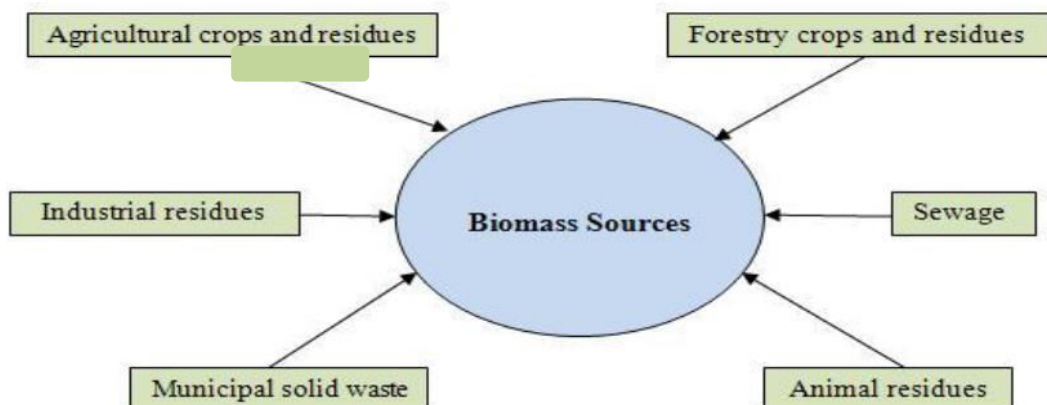 Agricultural crops and residues
Forestry crops and residues
Industrial residues
Biomass Sources
Sewage
Municipal solid waste
Animal residues